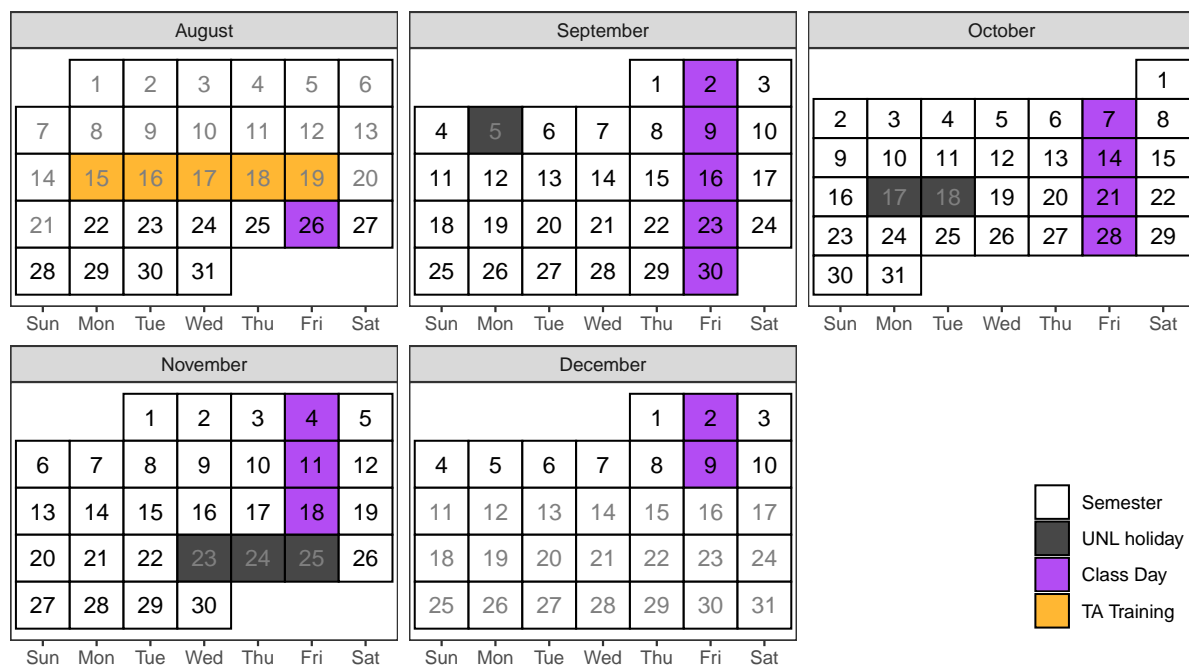 August
1 2 3 4 5 6
7 8 9 10 11 12 13
14 15 16 17 18 19 20
21 22 23 24 25 26 27
28 29 30 31
Sun Mon Tue Wed Thu Fri Sat
September
1 2 3
4 5 6 7 8 9 10
11 12 13 14 15 16 17
18 19 20 21 22 23 24
25 26 27 28 29 30
Sun Mon Tue Wed Thu Fri Sat
October
1
2 3 4 5 6 7 8
9 10 11 12 13 14 15
16 17 18 19 20 21 22
23 24 25 26 27 28 29
30 31
Sun Mon Tue Wed Thu Fri Sat
November
1 2 3 4 5
6 7 8 9 10 11 12
13 14 15 16 17 18 19
20 21 22 23 24 25 26
27 28 29 30
Sun Mon Tue Wed Thu Fri Sat
December
1 2 3
4 5 6 7 8 9 10
11 12 13 14 15 16 17
18 19 20 21 22 23 24
25 26 27 28 29 30 31
Sun Mon Tue Wed Thu Fri Sat
Semester
UNL holiday
Class Day
TA Training